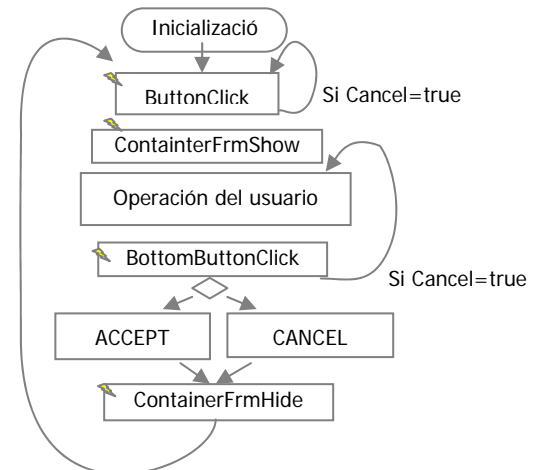 Inicializació
ButtonClick
Si Cancel=true
ContainterFrmShow
Operación del usuario
BottomButtonClick
Si Cancel=true
ACCEPT
CANCEL
ContainerFrmHide